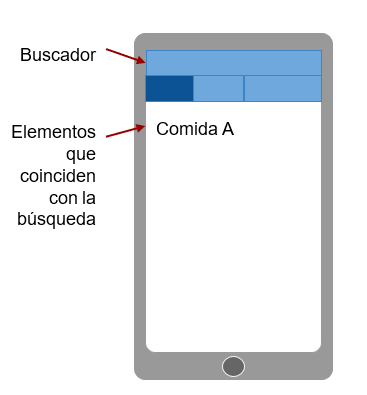 Buscador
Elementos
que
coinciden
con la
búsqueda
Comida A